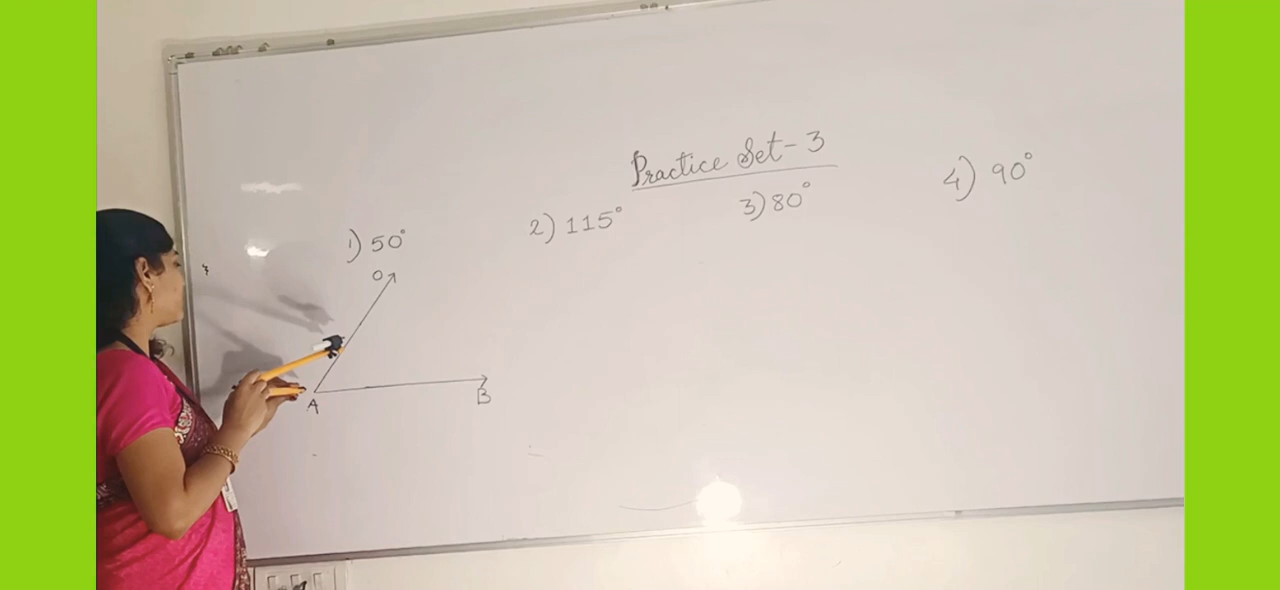 Practice Set-3
1) 50°
2) 115°
3) 80°
4) 90°
O
A
B